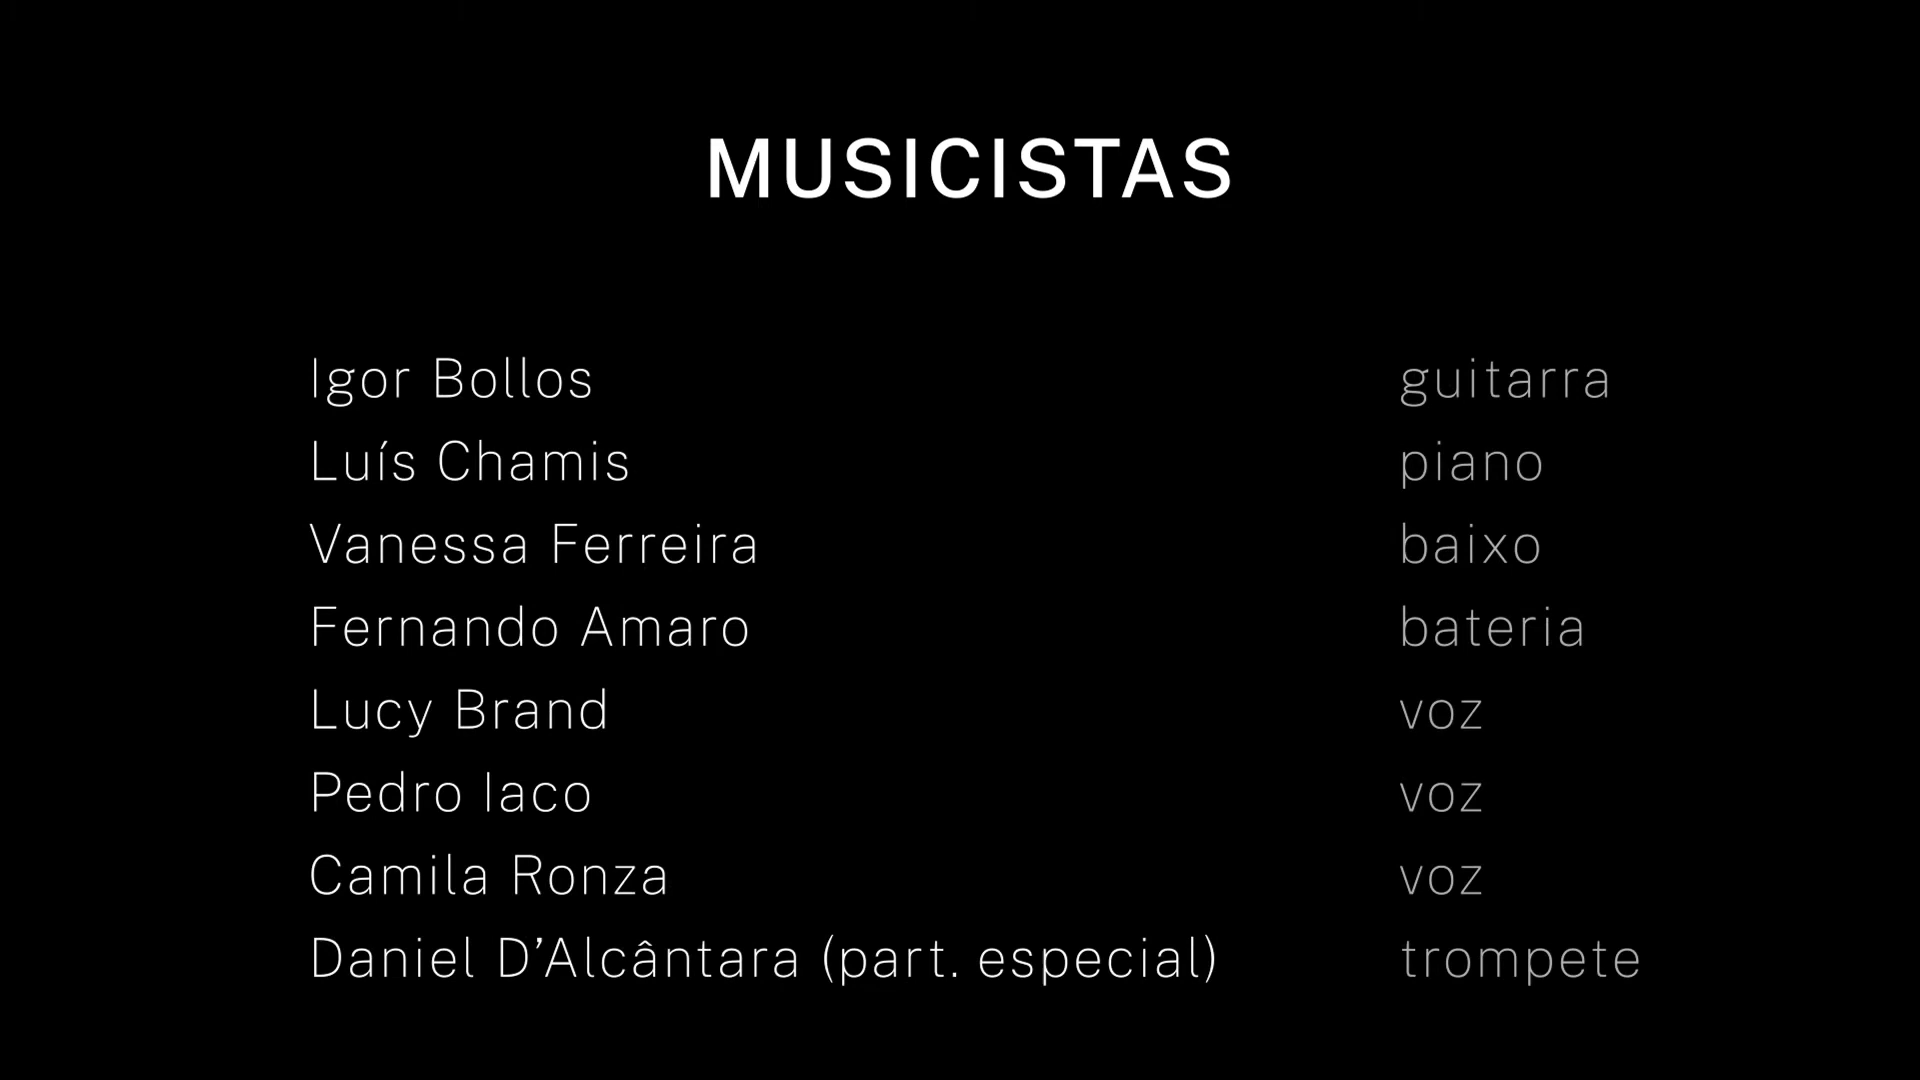 MUSICISTAS
Igor Bollos guitarra
Luís Chamis piano
Vanessa Ferreira baixo
Fernando Amaro bateria
Lucy Brand voz
Pedro Iaco voz
Camila Ronza voz
Daniel D’Alcântara (part. especial) trompete